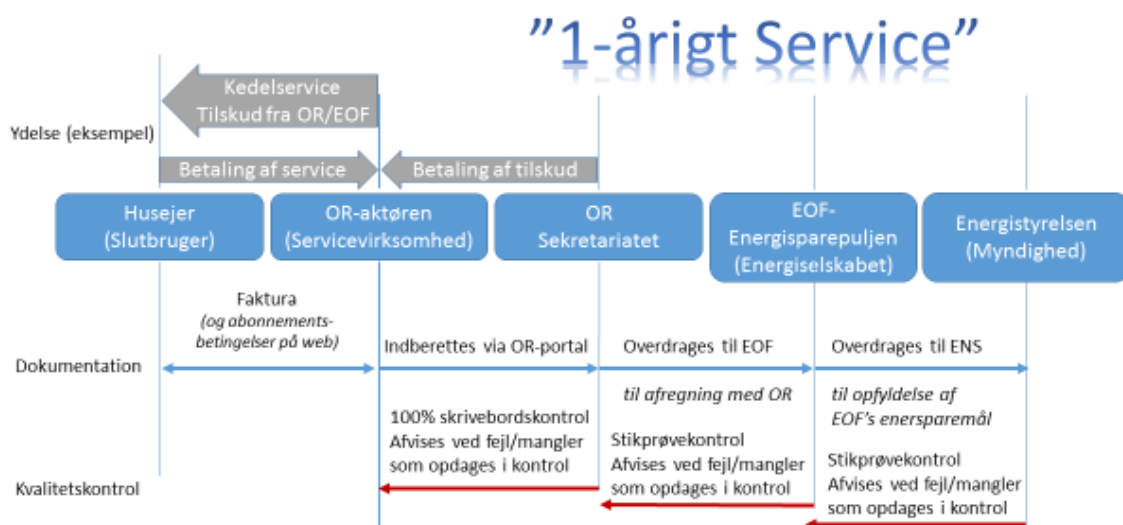 ”1-årigt Service”
Kedelservice
Tilskud fra OR/EOF
Ydelse (eksempel)
Betaling af service
Betaling af tilskud
Husejer
(Slutbruger)
OR-aktøren
(Servicevirksomhed)
OR
Sekretariatet
EOF-
Energisparepuljen
(Energiselskabet)
Energistyrelsen
(Myndighed)
Faktura
(og abonnements-
betingelser på web)
Dokumentation
Indberettes via OR-portal
Overdrages til EOF
til afregning med OR
Overdrages til ENS
til opfyldelse af
EOF's enersparemål
Kvalitetskontrol
100% skrivebordskontrol
Afvises ved fejl/mangler
som opdages i kontrol
Stikprøvekontrol
Afvises ved fejl/mangler
som opdages i kontrol
Stikprøvekontrol
Afvises ved fejl/mangler
som opdages i kontrol